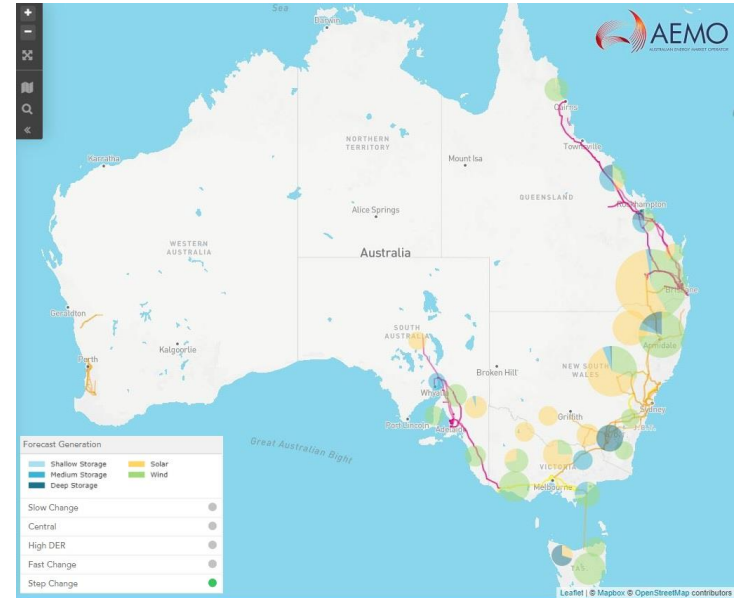 Sea
Darwin
AEMO
AUSTRALIAN ENERGY MARKET OPERATOR
Cairns
NORTHERN
TERRITORY
Townsville
Karratha
Mount Isa
QUEENSLAND
Rockhampton
Alice Springs
WESTERN
AUSTRALIA
Australia
Brisbane
Geraldton
SOUTH
AUSTRALIA
Armidale
Kalgoorlie
Perth
NEW SOUTH
WALES
Broken Hill
Whyalla
Sydney
Griffith
Port Lincoln
Adelaide
Great Australian Bight
VICTORIA
Melbourne
TAS.
Forecast Generation
Shallow Storage
Solar
Medium Storage
Wind
Deep Storage
Slow Change
Central
High DER
Fast Change
Step Change
Leaflet | © Mapbox © OpenStreetMap contributors